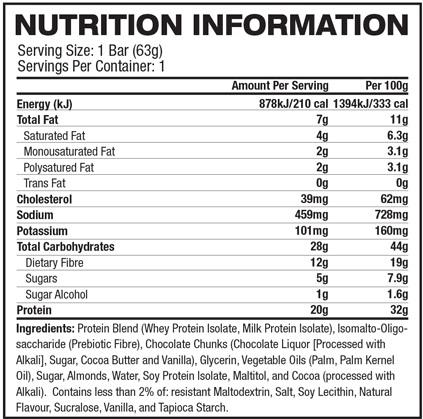 NUTRITION INFORMATION
Serving Size: 1 Bar (63g)
Servings Per Container: 1
Amount Per Serving Per 100g
Energy (kJ) 878kJ/210 cal 1394kJ/333 cal
Total Fat 7g 11g
Saturated Fat 4g 6.3g
Monousaturated Fat 2g 3.1g
Polysatured Fat 2g 3.1g
Trans Fat 0g 0g
Cholesterol 39mg 62mg
Sodium 459mg 728mg
Potassium 101mg 160mg
Total Carbohydrates 28g 44g
Dietary Fibre 12g 19g
Sugars 5g 7.9g
Sugar Alcohol 1g 1.6g
Protein 20g 32g
Ingredients: Protein Blend (Whey Protein Isolate, Milk Protein Isolate), Isomalto-Oligo-
saccharide (Prebiotic Fibre), Chocolate Chunks (Chocolate Liquor [Processed with
Alkali], Sugar, Cocoa Butter and Vanilla), Glycerin, Vegetable Oils (Palm, Palm Kernel
Oil), Sugar, Almonds, Water, Soy Protein Isolate, Maltitol, and Cocoa (processed with
Alkali). Contains less than 2% of: resistant Maltodextrin, Salt, Soy Lecithin, Natural
Flavour, Sucralose, Vanilla, and Tapioca Starch.